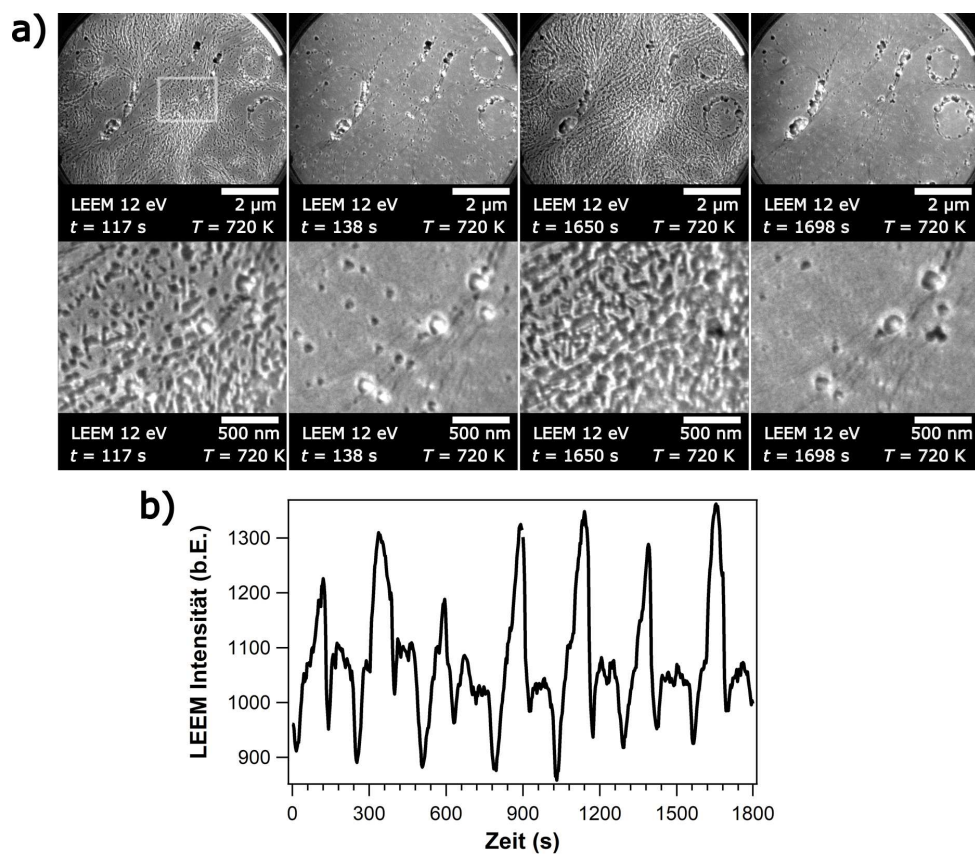 a)
LEEM 12 eV 2 µm
t = 117 s T = 720 K
LEEM 12 eV 2 µm
t = 138 s T = 720 K
LEEM 12 eV 2 µm
t = 1650 s T = 720 K
LEEM 12 eV 2 µm
t = 1698 s T = 720 K
LEEM 12 eV 500 nm
t = 117 s T = 720 K
LEEM 12 eV 500 nm
t = 138 s T = 720 K
LEEM 12 eV 500 nm
t = 1650 s T = 720 K
LEEM 12 eV 500 nm
t = 1698 s T = 720 K
b)
LEEM Intensität (b.E.)
1300
1200
1100
1000
900
0 300 600 900 1200 1500 1800
Zeit (s)